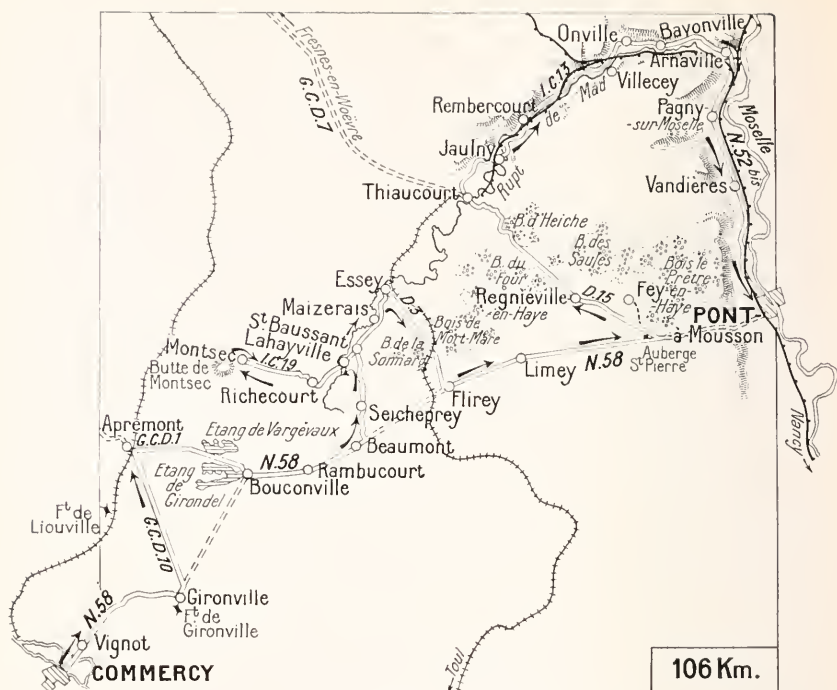 Onville
Bayonville
Arnaville
Fresnes-en-Woëvre
G.C.D.7
I.C.13
Mad
Villecey
Rembercourt
de
Pagny
-sur-Moselle
Moselle
N.52 bis
Jaulny
Rupt
Vandières
Thiaucourt
B. d'Heiche
B. des
Saules
B. du
Four
Bois le
Prêtre
Essey
D.3
Regniéville
-en-Haye
D.15
Fey-
en-
Haye
Maizerais
PONT
à Mousson
St Baussant
Bois de
Mort-Mare
Lahayville
B. de la
Sonnard
Montsec
Butte de
Montsec
I.C.19
N.58
Auberge
St Pierre
Limey
Richecourt
Flirey
Seicheprey
Nancy
Apremont
G.C.D.1
Etang de Vargévaux
Beaumont
Etang
de
Girondel
N.58
Rambucourt
Bouconville
Ft de
Liouville
G.C.D.10
Gironville
Ft de
Gironville
N.58
Vignot
COMMERCY
Toul
106 Km.